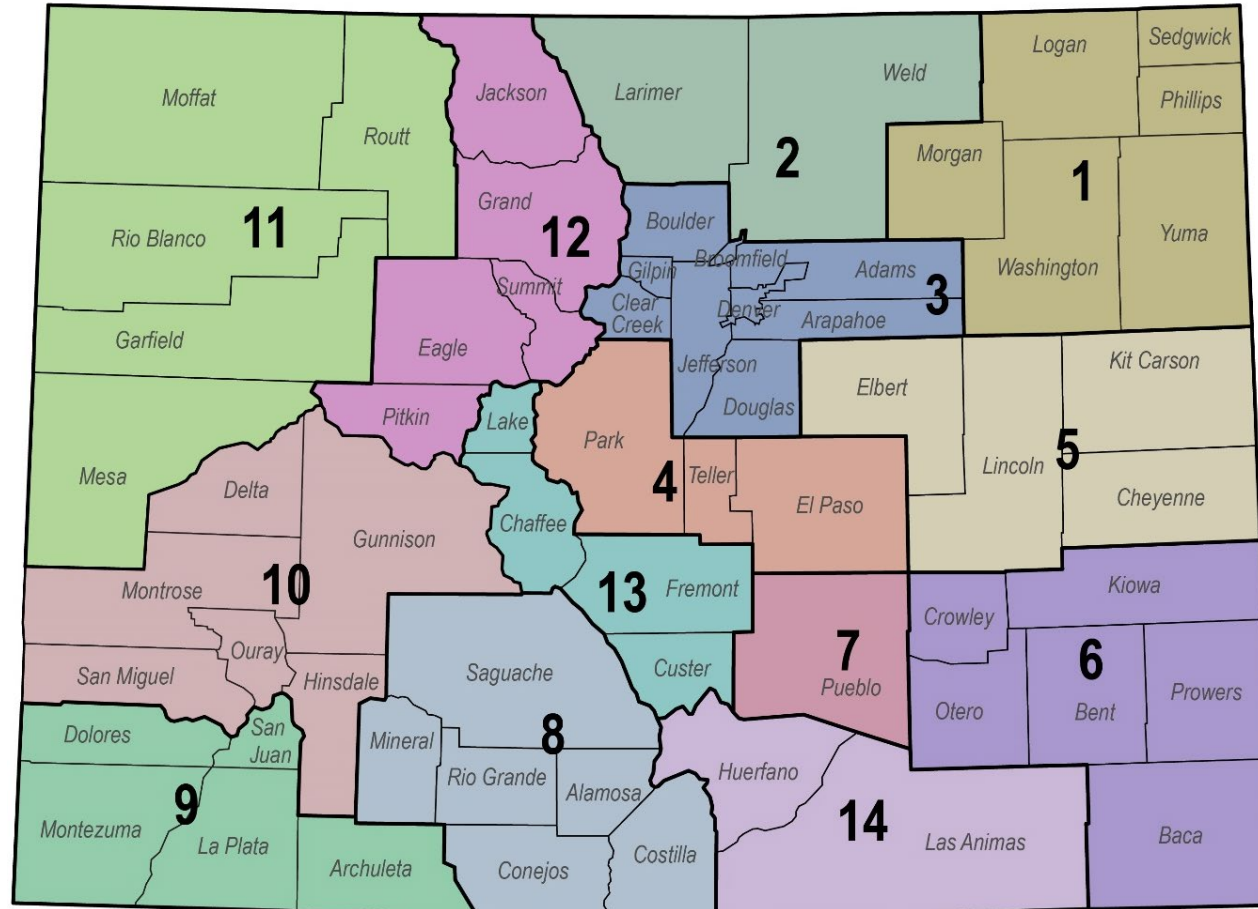 Moffat
Routt
Jackson
Larimer
Weld
Logan
Sedgwick
Phillips
Morgan
1
2
Rio Blanco
11
Grand
12
Boulder
Washington
Yuma
Gilpin
Broomfield
Adams
3
Summit
Clear
Creek
Denver
Arapahoe
Garfield
Eagle
Jefferson
Kit Carson
Elbert
Pitkin
Lake
Douglas
Park
Mesa
Delta
4
Teller
Lincoln
5
Cheyenne
El Paso
Gunnison
Chaffee
Montrose
10
13
Fremont
Kiowa
Crowley
Ouray
San Miguel
Hinsdale
Saguache
Custer
7
Pueblo
6
Otero
Bent
Prowers
Dolores
San
Juan
Mineral
8
Rio Grande
Alamosa
Huerfano
9
Montezuma
La Plata
Archuleta
Conejos
Costilla
14
Las Animas
Baca